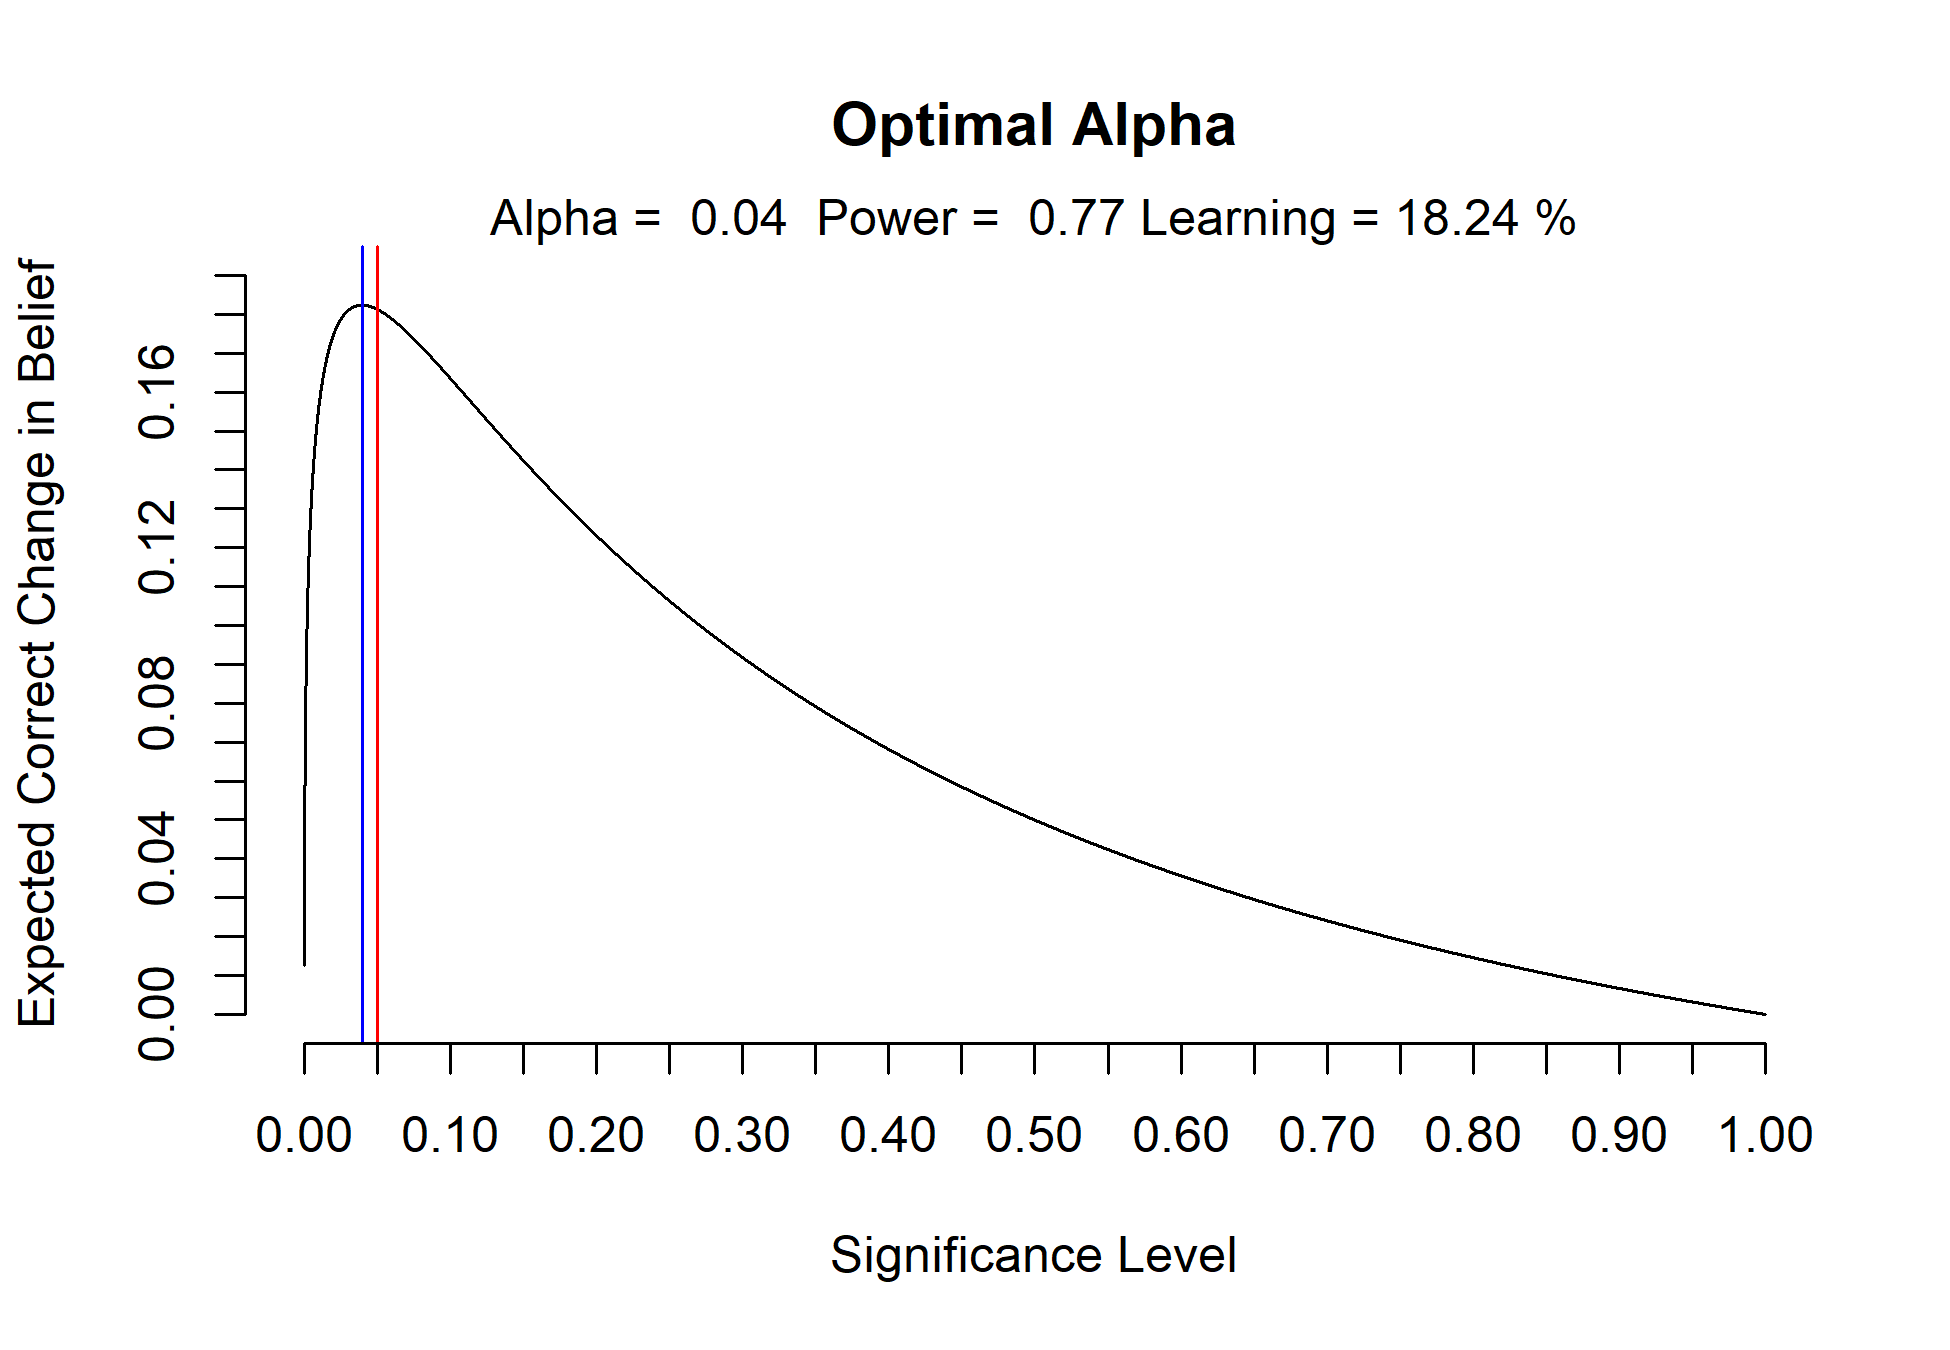 Optimal Alpha
Alpha =  0.04  Power =  0.77 Learning = 18.24 %
Expected Correct Change in Belief
0.16
0.12
0.08
0.04
0.00
0.00 0.10 0.20 0.30 0.40 0.50 0.60 0.70 0.80 0.90 1.00
Significance Level